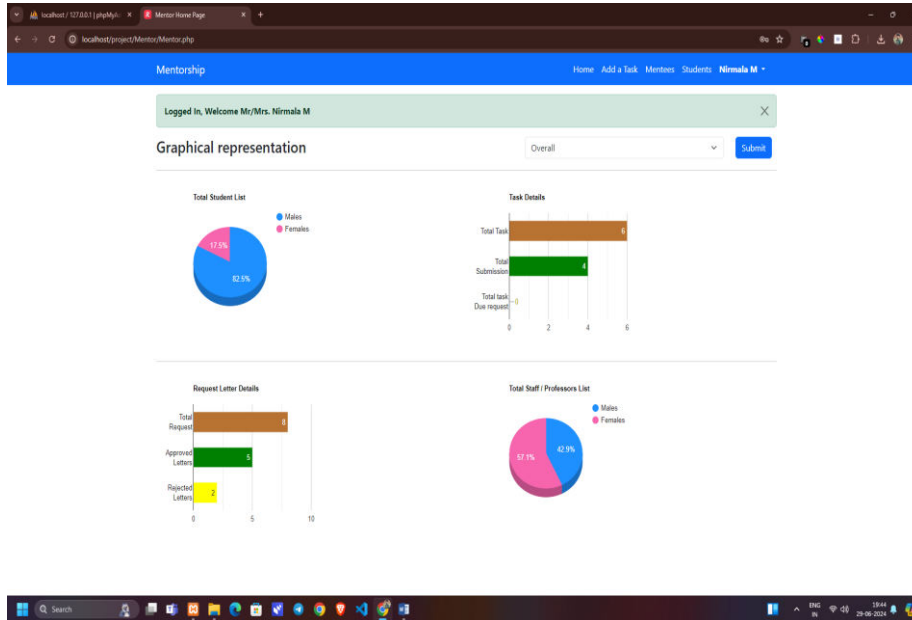 localhost / 127.0.0.1 | phpMyA
Mentor Home Page
localhost/project/Mentor/Mentor.php
Mentorship
Home Add a Task Mentees Students Nirmala M
Logged In, Welcome Mr/Mrs. Nirmala M
Graphical representation
Overall
Submit
Total Student List
Males
Females
17.5%
82.5%
Task Details
Total Task
6
Total
Submission
4
Total task
Due request
0
0 2 4 6
Request Letter Details
Total
Request
8
Approved
Letters
5
Rejected
Letters
2
0 5 10
Total Staff / Professors List
Males
Females
57.1%
42.9%
Search
ENG
IN
19:44
29-06-2024